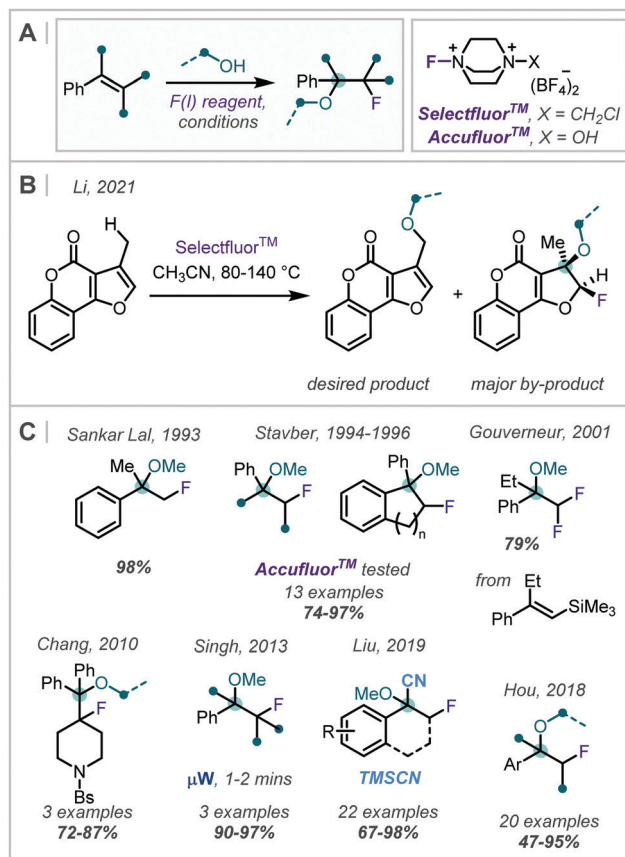 A
Ph
OH
F(I) reagent,
conditions
Ph
O
F
F
N
+
+
N
X
(BF4)2
−
Selectfluor™, X = CH2Cl
Accufluor™, X = OH
B
Li, 2021
H
O
O
O
Selectfluor™
CH3CN, 80-140 °C
O
O
O
O
desired product
+
O
Me
O
H
O
O
F
major by-product
C
Sankar Lal, 1993
Me
OMe
F
98%
Stavber, 1994-1996
Ph
OMe
F
Ph
OMe
F
( )n
Accufluor™ tested
13 examples
74-97%
Gouverneur, 2001
Et
OMe
Ph
F
F
79%
from
Et
Ph
SiMe3
Chang, 2010
Ph
Ph
O
F
N
Bs
3 examples
72-87%
Singh, 2013
OMe
Ph
F
μW, 1-2 mins
3 examples
90-97%
Liu, 2019
CN
MeO
F
R
TMSCN
22 examples
67-98%
Hou, 2018
O
F
Ar
20 examples
47-95%